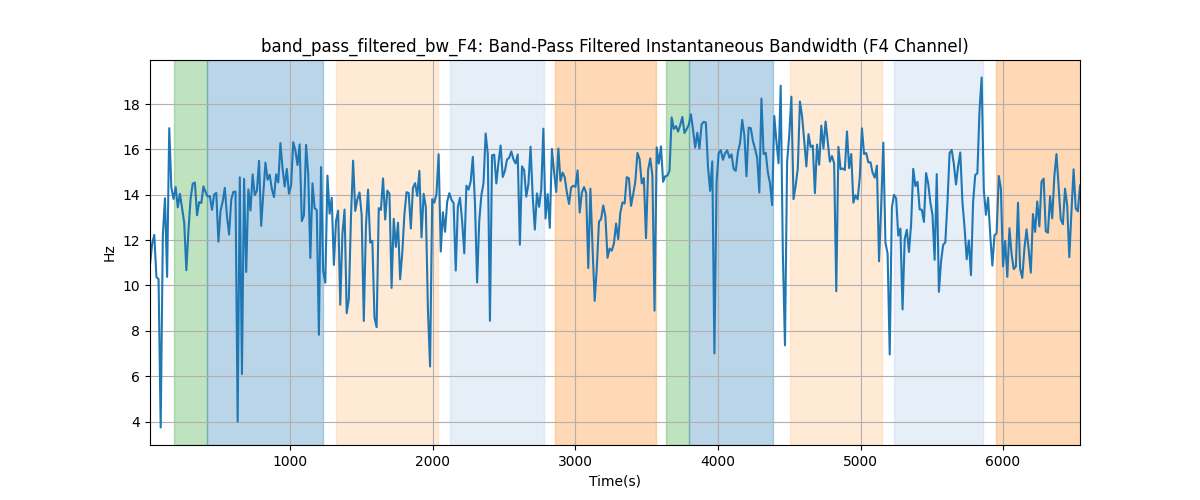 band_pass_filtered_bw_F4: Band-Pass Filtered Instantaneous Bandwidth (F4 Channel)
18
16
14
12
10
8
6
4
Hz
1000 2000 3000 4000 5000 6000
Time(s)